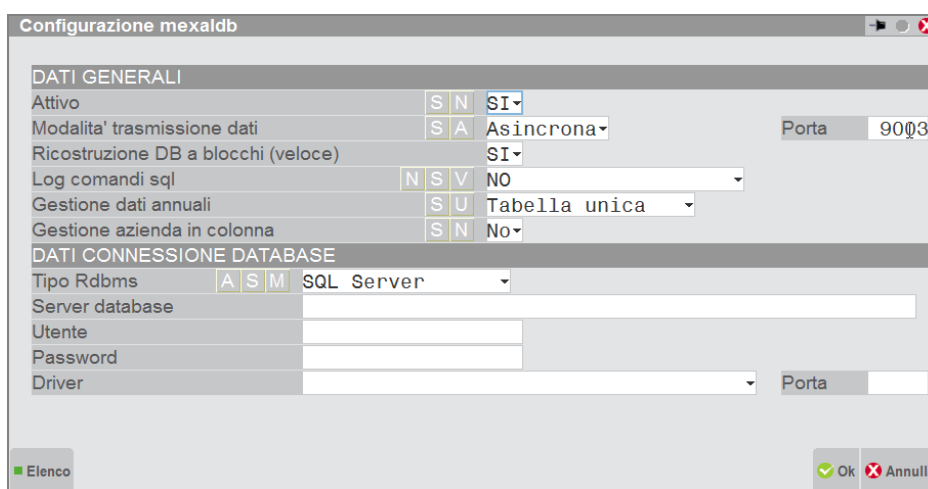 Configurazione mexaldb
DATI GENERALI
Attivo S N SI
Modalita' trasmissione dati S A Asincrona Porta 9003
Ricostruzione DB a blocchi (veloce) SI
Log comandi sql N S V NO
Gestione dati annuali S U Tabella unica
Gestione azienda in colonna S N No
DATI CONNESSIONE DATABASE
Tipo Rdbms A S M SQL Server
Server database
Utente
Password
Driver Porta
Elenco Ok Annull